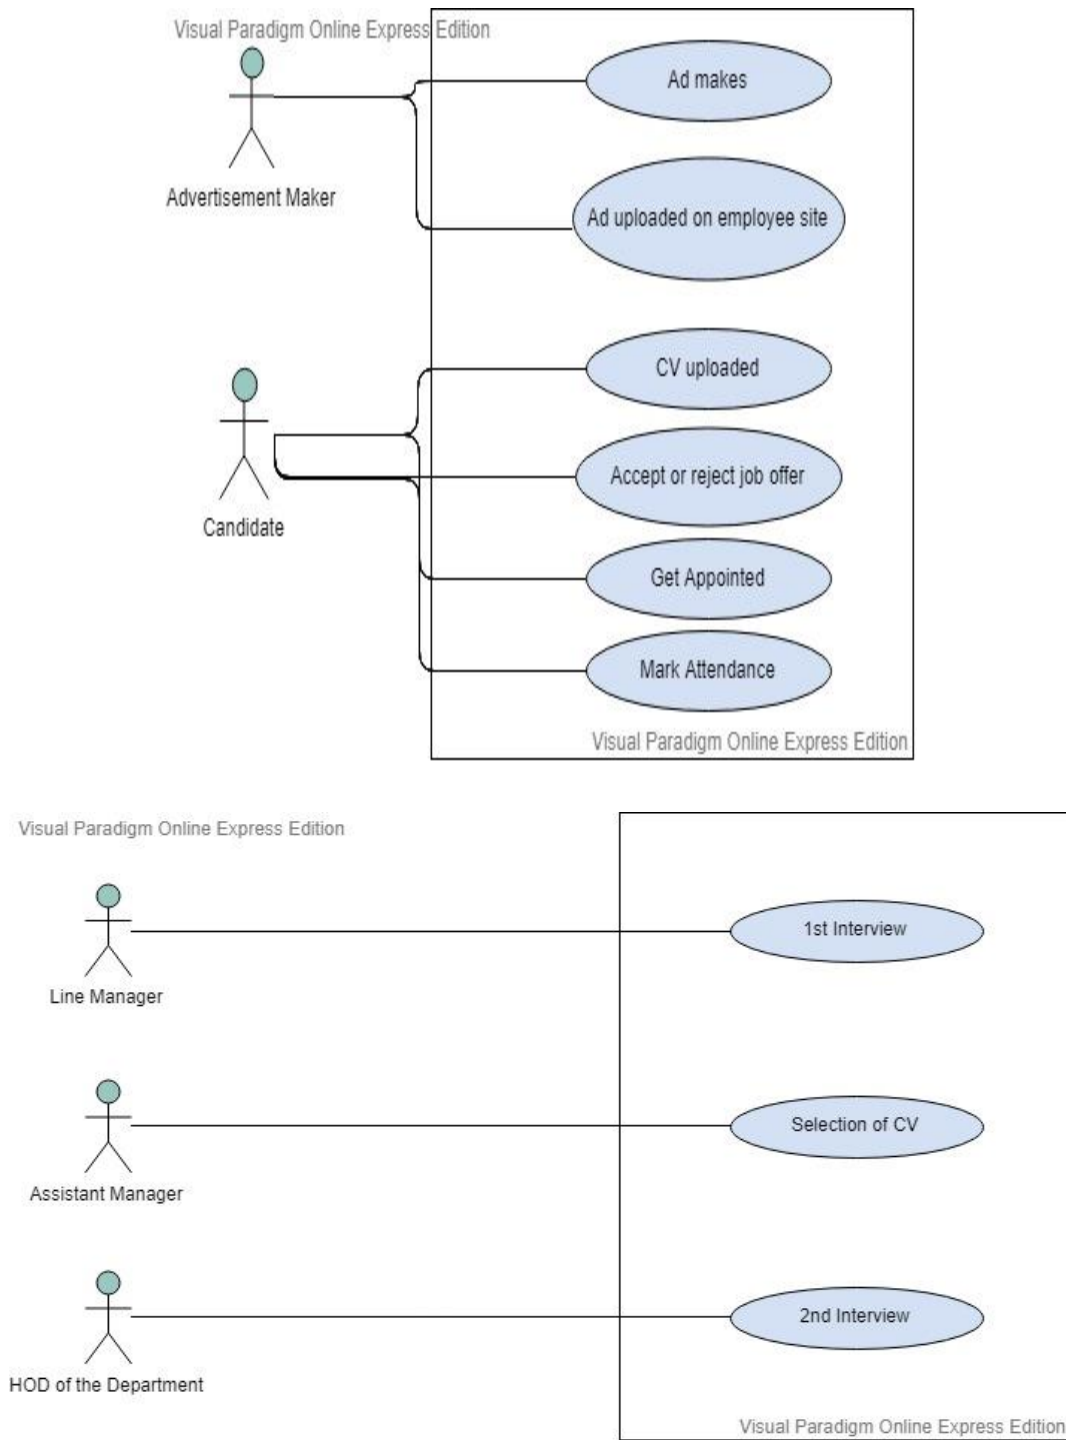 Visual Paradigm Online Express Edition
Ad makes
Advertisement Maker
Ad uploaded on employee site
CV uploaded
Accept or reject job offer
Candidate
Get Appointed
Mark Attendance
Visual Paradigm Online Express Edition
Visual Paradigm Online Express Edition
1st Interview
Line Manager
Selection of CV
Assistant Manager
2nd Interview
HOD of the Department
Visual Paradigm Online Express Edition